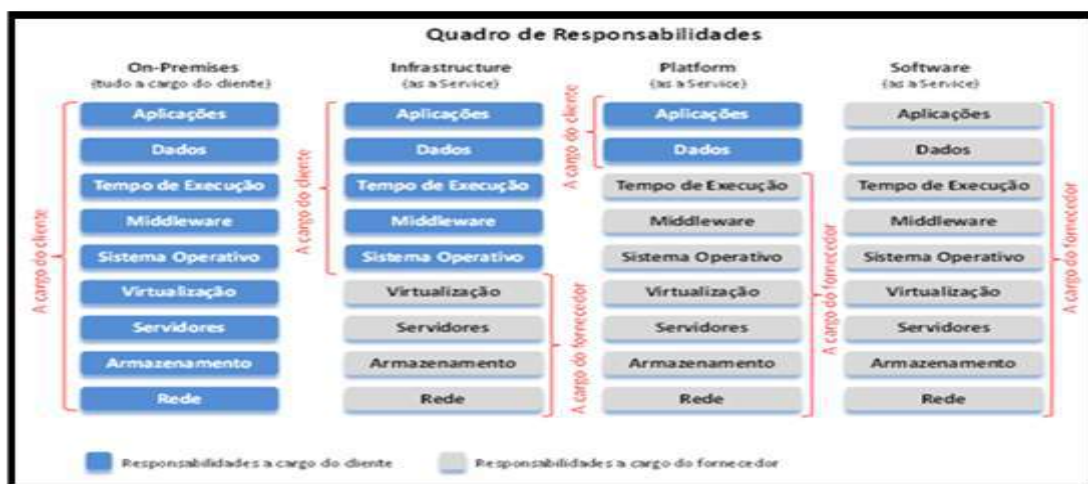 Quadro de Responsabilidades
On-Premises Infrastructure Platform Software
(tudo a cargo do cliente) (as a Service) (as a Service) (as a Service)
Aplicações Aplicações Aplicações Aplicações
Dados Dados Dados Dados
Tempo de Execução Tempo de Execução Tempo de Execução Tempo de Execução
Middleware Middleware Middleware Middleware
Sistema Operativo Sistema Operativo Sistema Operativo Sistema Operativo
Virtualização Virtualização Virtualização Virtualização
Servidores Servidores Servidores Servidores
Armazenamento Armazenamento Armazenamento Armazenamento
Rede Rede Rede Rede
A cargo do cliente
A cargo do cliente
A cargo do fornecedor
A cargo do cliente
A cargo do fornecedor
A cargo do fornecedor
Responsabilidades a cargo do cliente Responsabilidades a cargo do fornecedor